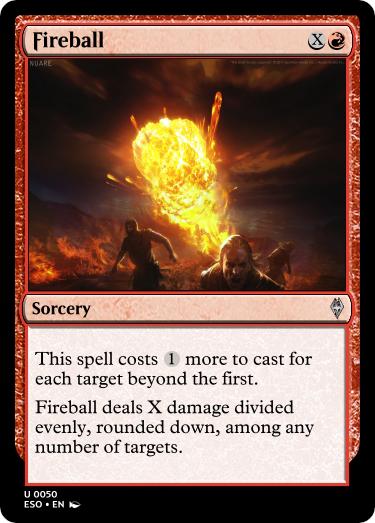 Fireball X
NUARE
Sorcery
This spell costs 1 more to cast for
each target beyond the first.
Fireball deals X damage divided
evenly, rounded down, among any
number of targets.
U 0050
ESO • EN